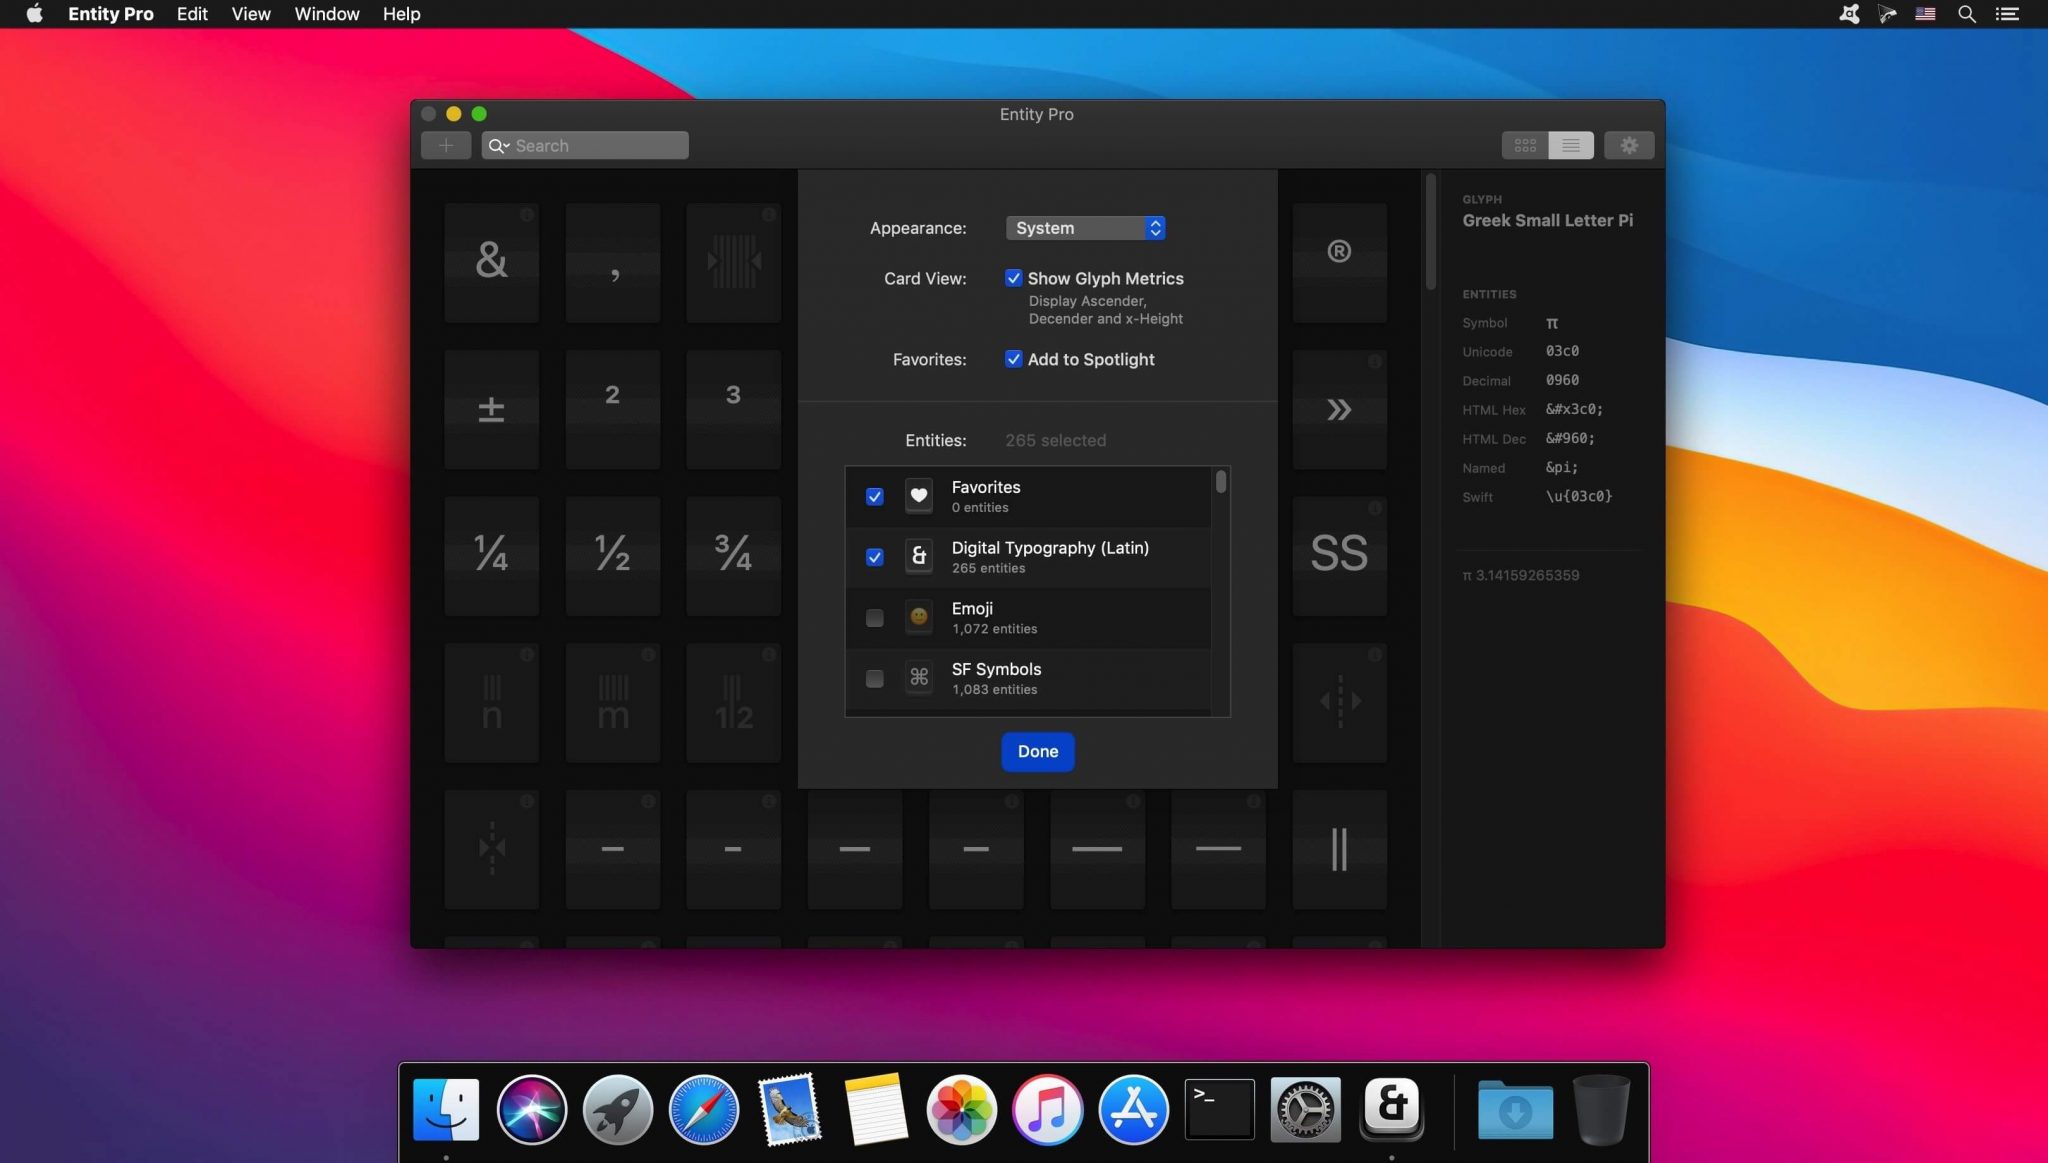 Entity Pro Edit View Window Help
Entity Pro
Search
Appearance: System
Card View: Show Glyph Metrics
Display Ascender,
Decender and x-Height
Favorites: Add to Spotlight
Entities: 265 selected
Favorites
0 entities
& Digital Typography (Latin)
265 entities
Emoji
1,072 entities
⌘ SF Symbols
1,083 entities
Done
& , ®
± 2 3 »
¼ ½ ¾ SS
n m 1|2
– - – - — — ‖
GLYPH
Greek Small Letter Pi
ENTITIES
Symbol π
Unicode 03c0
Decimal 0960
HTML Hex &#x3c0;
HTML Dec &#960;
Named &pi;
Swift \u{03c0}
π 3.14159265359
>_
&